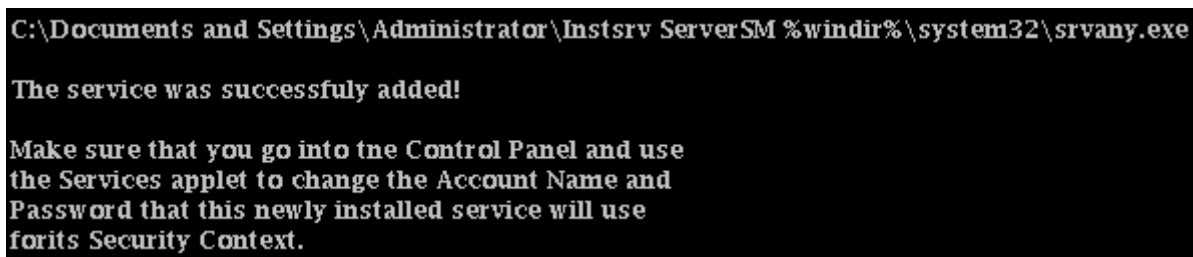 C:\Documents and Settings\Administrator\Instsrv ServerSM %windir%\system32\srvany.exe
The service was successfuly added!
Make sure that you go into tne Control Panel and use
the Services applet to change the Account Name and
Password that this newly installed service will use
forits Security Context.